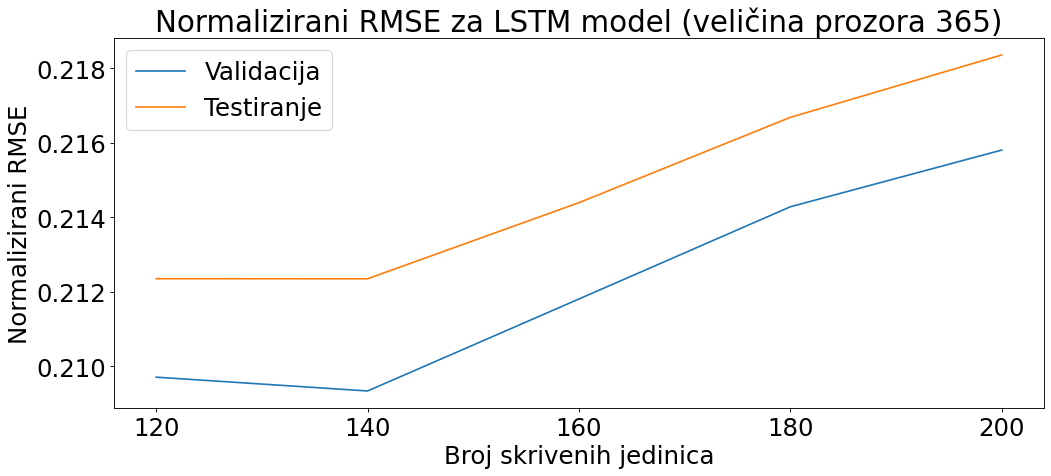 Normalizirani RMSE za LSTM model (veličina prozora 365)
Validacija
Testiranje
Normalizirani RMSE
0.218
0.216
0.214
0.212
0.210
120 140 160 180 200
Broj skrivenih jedinica